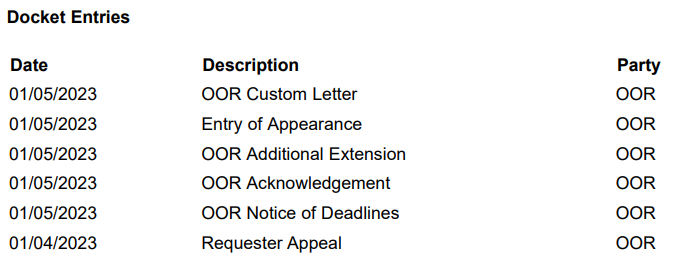 Docket Entries
Date Description Party
01/05/2023 OOR Custom Letter OOR
01/05/2023 Entry of Appearance OOR
01/05/2023 OOR Additional Extension OOR
01/05/2023 OOR Acknowledgement OOR
01/05/2023 OOR Notice of Deadlines OOR
01/04/2023 Requester Appeal OOR